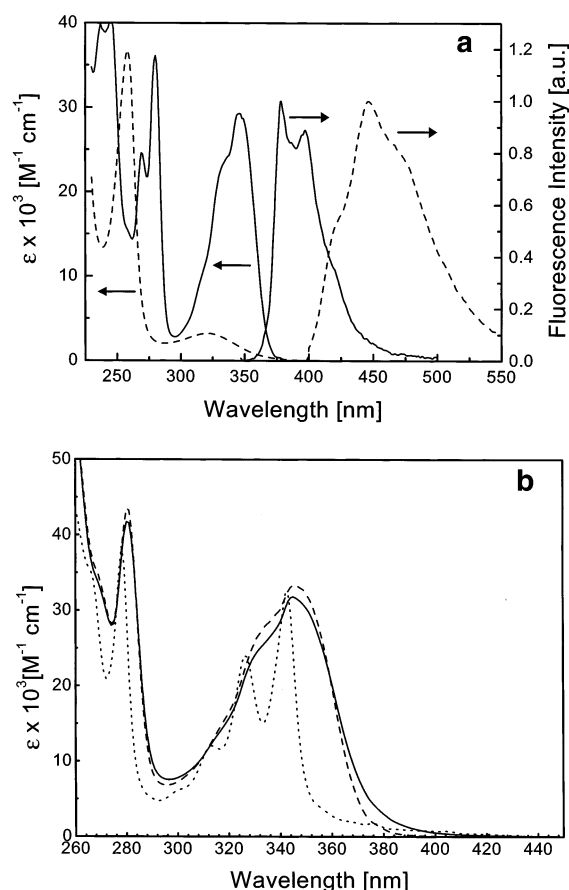 a
40
30
20
10
0
ε x 10³ [M⁻¹ cm⁻¹]
1.2
1.0
0.8
0.6
0.4
0.2
0.0
Fluorescence Intensity [a.u.]
250 300 350 400 450 500 550
Wavelength [nm]
b
50
40
30
20
10
0
ε x 10³[M⁻¹ cm⁻¹]
260 280 300 320 340 360 380 400 420 440
Wavelength [nm]